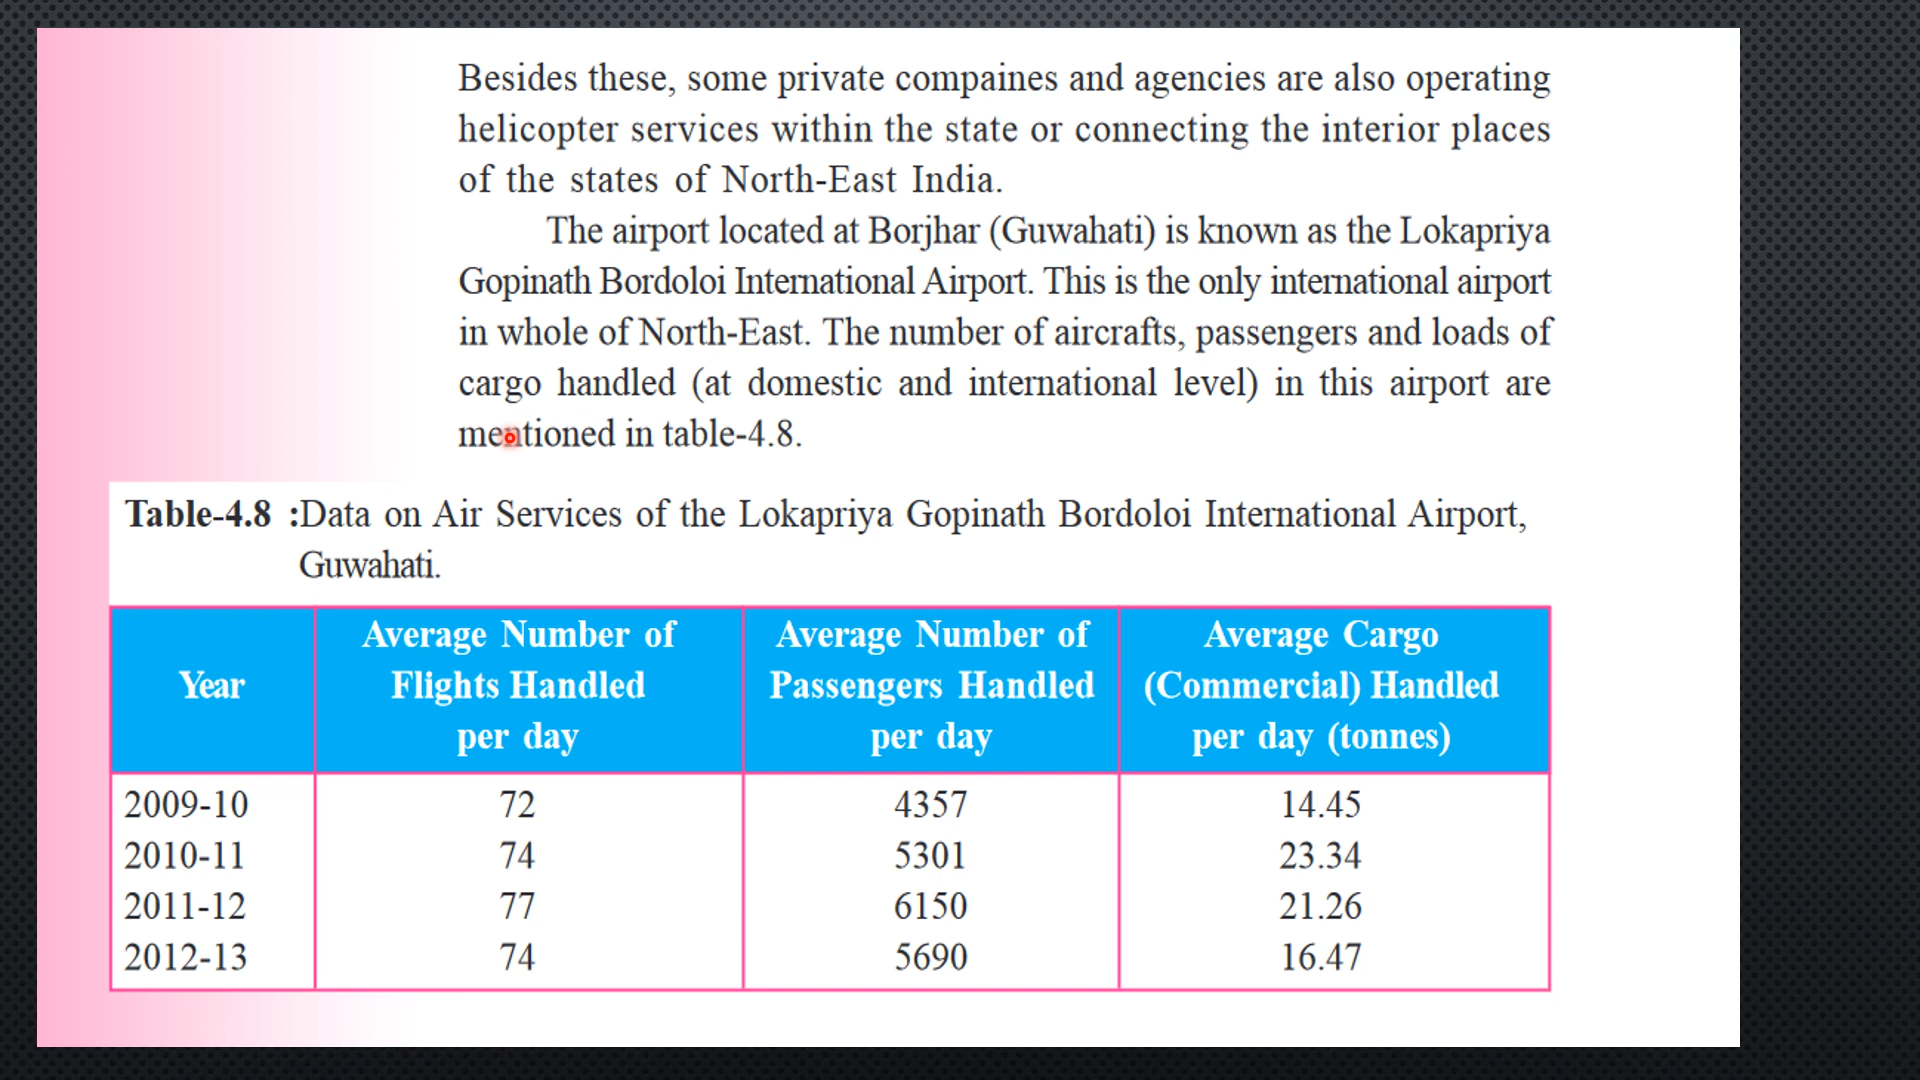 Besides these, some private compaines and agencies are also operating
helicopter services within the state or connecting the interior places
of the states of North-East India.
The airport located at Borjhar (Guwahati) is known as the Lokapriya
Gopinath Bordoloi International Airport. This is the only international airport
in whole of North-East. The number of aircrafts, passengers and loads of
cargo handled (at domestic and international level) in this airport are
mentioned in table-4.8.
Table-4.8 :Data on Air Services of the Lokapriya Gopinath Bordoloi International Airport,
Guwahati.
Year
Average Number of
Flights Handled
per day
Average Number of
Passengers Handled
per day
Average Cargo
(Commercial) Handled
per day (tonnes)
2009-10 72 4357 14.45
2010-11 74 5301 23.34
2011-12 77 6150 21.26
2012-13 74 5690 16.47